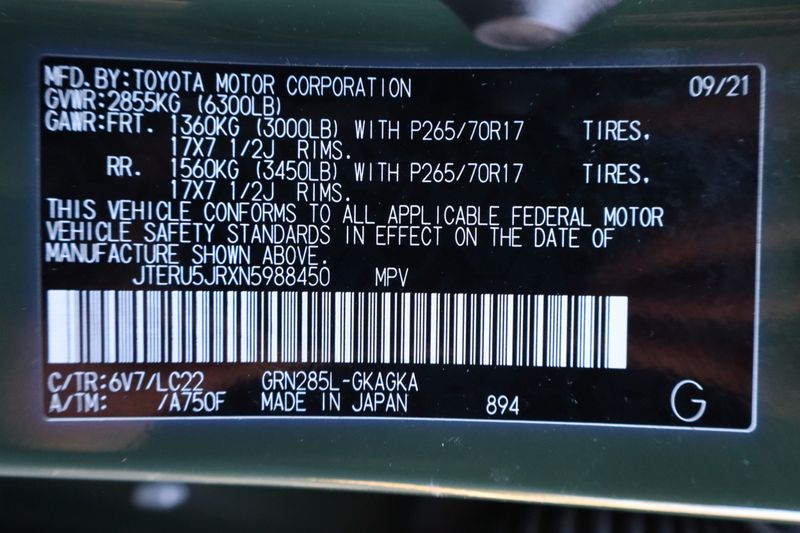 MFD.BY:TOYOTA MOTOR CORPORATION 09/21
GVWR:2855KG (6300LB)
GAWR:FRT. 1360KG (3000LB) WITH P265/70R17 TIRES.
17X7 1/2J RIMS.
RR. 1560KG (3450LB) WITH P265/70R17 TIRES.
17X7 1/2J RIMS.
THIS VEHICLE CONFORMS TO ALL APPLICABLE FEDERAL MOTOR
VEHICLE SAFETY STANDARDS IN EFFECT ON THE DATE OF
MANUFACTURE SHOWN ABOVE.
JTERU5JRXN5988450 MPV
C/TR:6V7/LC22 GRN285L-GKAGKA
A/TM: /A750F MADE IN JAPAN 894 G